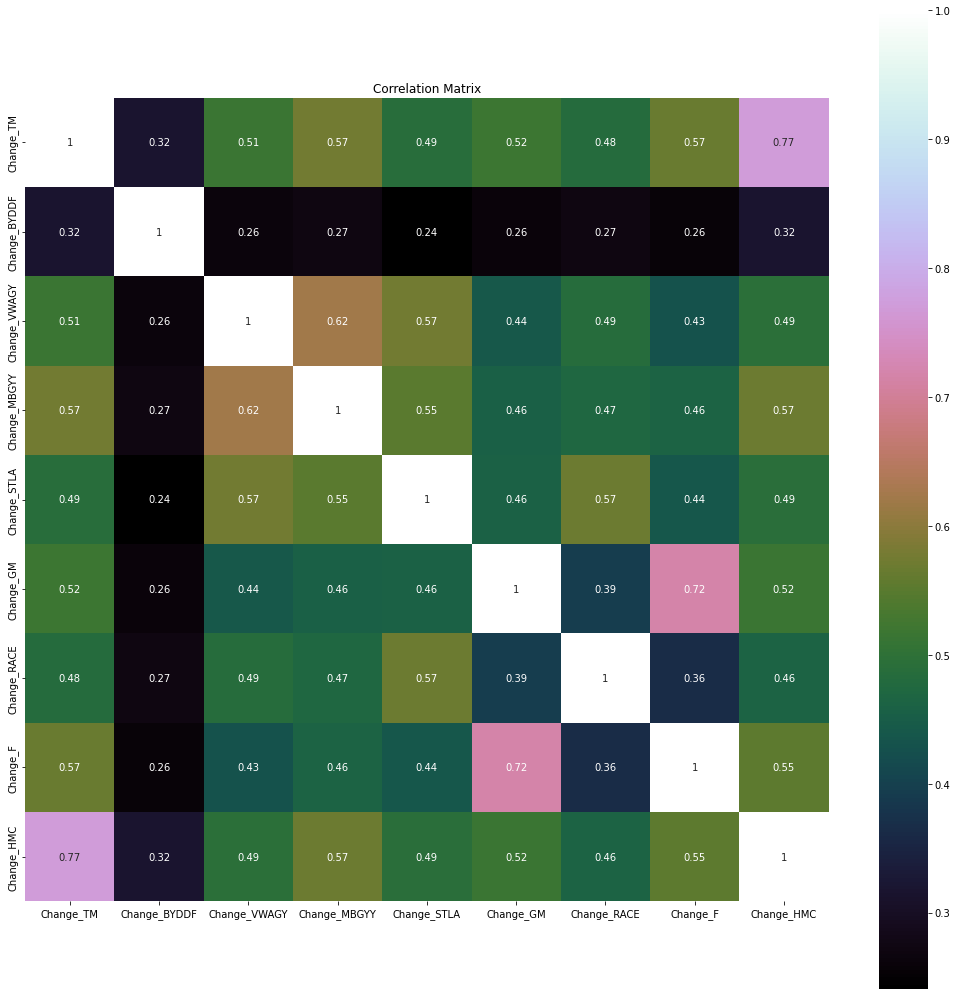 Correlation Matrix
Change_TM 1 0.32 0.51 0.57 0.49 0.52 0.48 0.57 0.77
Change_BYDDF 0.32 1 0.26 0.27 0.24 0.26 0.27 0.26 0.32
Change_VWAGY 0.51 0.26 1 0.62 0.57 0.44 0.49 0.43 0.49
Change_MBGYY 0.57 0.27 0.62 1 0.55 0.46 0.47 0.46 0.57
Change_STLA 0.49 0.24 0.57 0.55 1 0.46 0.57 0.44 0.49
Change_GM 0.52 0.26 0.44 0.46 0.46 1 0.39 0.72 0.52
Change_RACE 0.48 0.27 0.49 0.47 0.57 0.39 1 0.36 0.46
Change_F 0.57 0.26 0.43 0.46 0.44 0.72 0.36 1 0.55
Change_HMC 0.77 0.32 0.49 0.57 0.49 0.52 0.46 0.55 1
Change_TM Change_BYDDF Change_VWAGY Change_MBGYY Change_STLA Change_GM Change_RACE Change_F Change_HMC
1.0
0.9
0.8
0.7
0.6
0.5
0.4
0.3